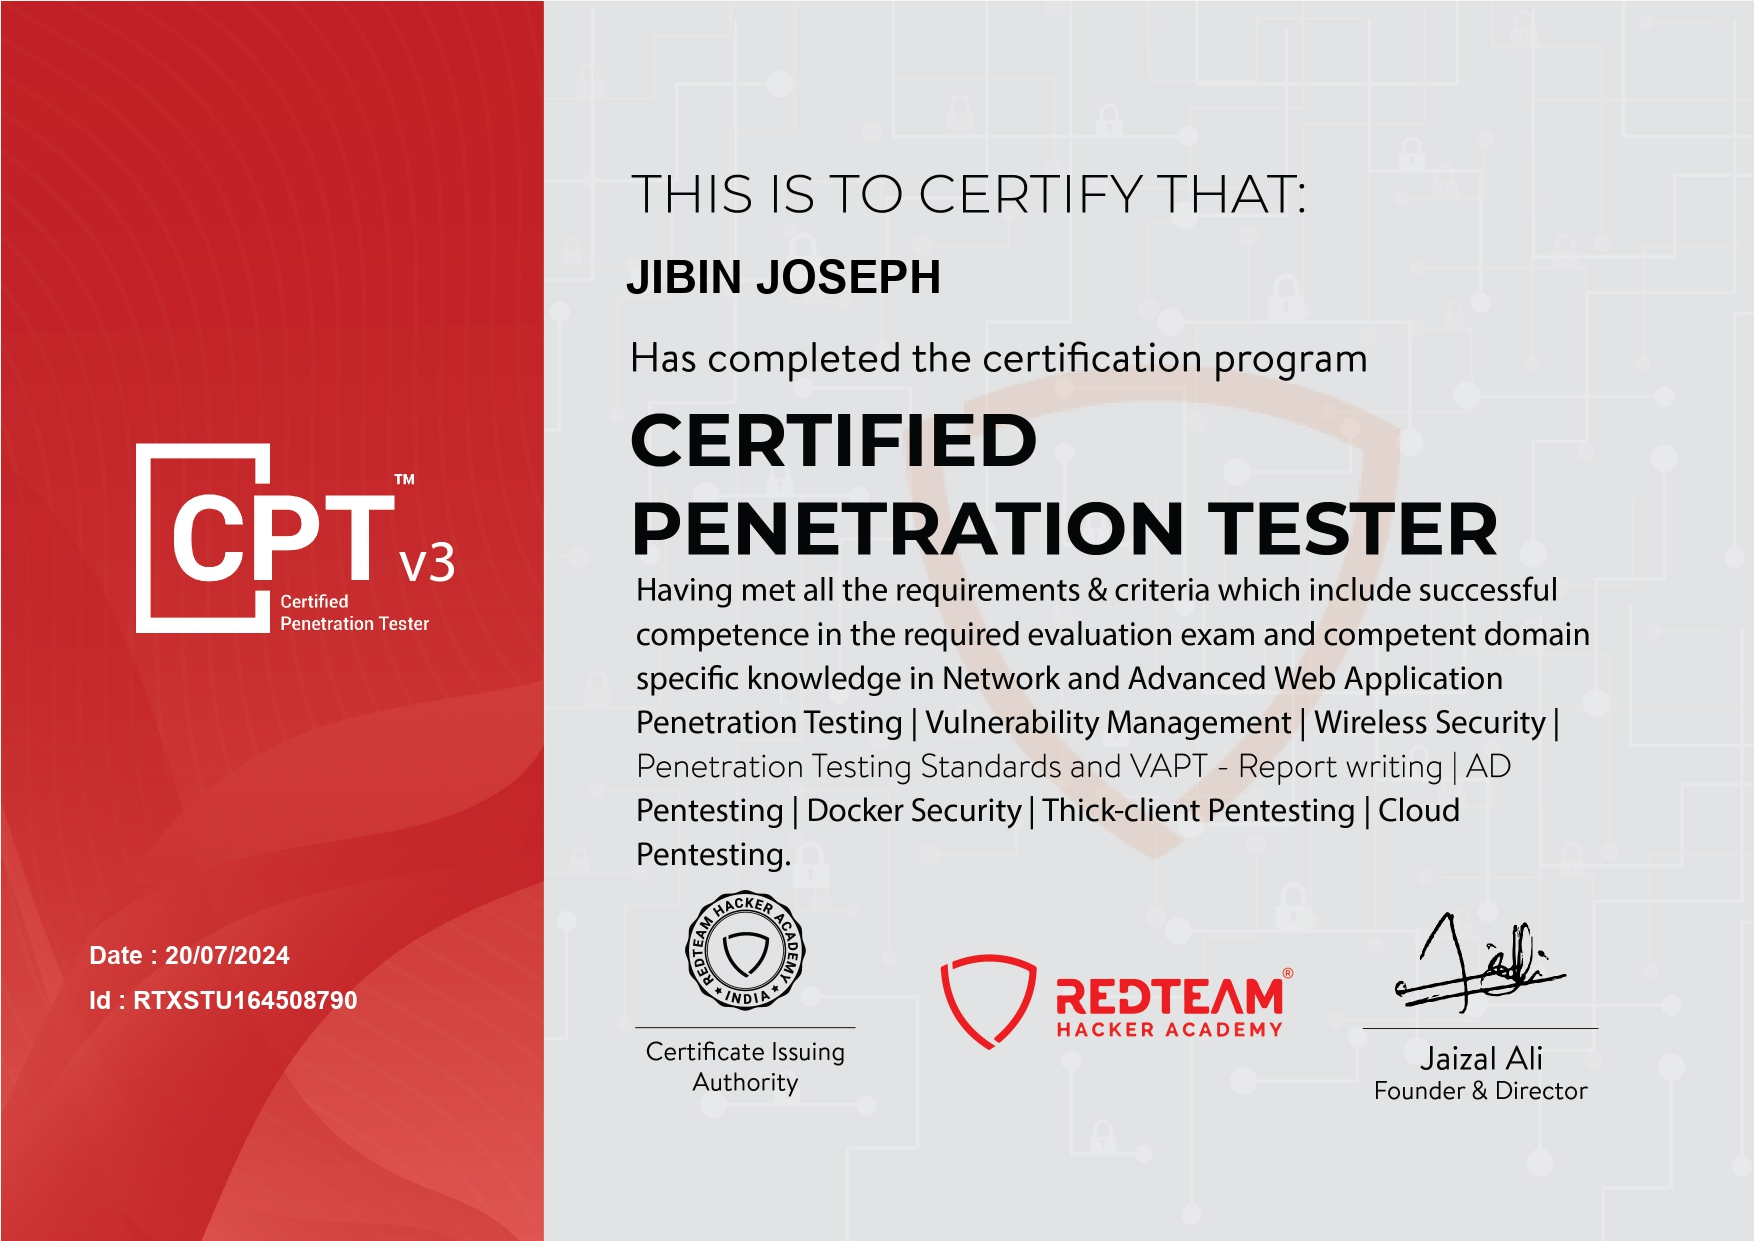 THIS IS TO CERTIFY THAT:
JIBIN JOSEPH
Has completed the certification program
CERTIFIED
PENETRATION TESTER
Having met all the requirements & criteria which include successful
competence in the required evaluation exam and competent domain
specific knowledge in Network and Advanced Web Application
Penetration Testing | Vulnerability Management | Wireless Security |
Penetration Testing Standards and VAPT - Report writing | AD
Pentesting | Docker Security | Thick-client Pentesting | Cloud
Pentesting.
CPT™ v3
Certified
Penetration Tester
Date : 20/07/2024
Id : RTXSTU164508790
REDTEAM HACKER ACADEMY
★ INDIA ★
Certificate Issuing
Authority
REDTEAM®
HACKER ACADEMY
Jaizal Ali
Founder & Director